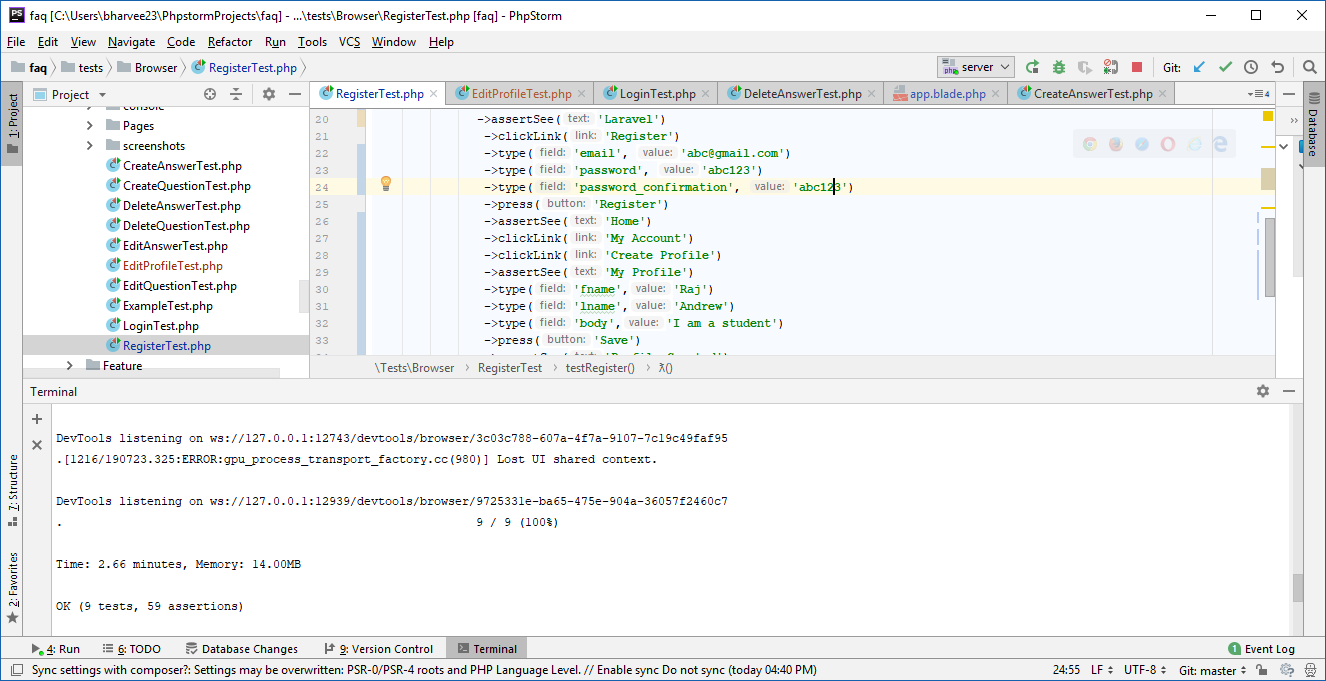 faq [C:\Users\bharvee23\PhpstormProjects\faq] - ...\tests\Browser\RegisterTest.php [faq] - PhpStorm
File Edit View Navigate Code Refactor Run Tools VCS Window Help
faq tests Browser RegisterTest.php server Git:
1: Project
Project
RegisterTest.php EditProfileTest.php LoginTest.php DeleteAnswerTest.php app.blade.php CreateAnswerTest.php 4
Database
console
Pages
screenshots
CreateAnswerTest.php
CreateQuestionTest.php
DeleteAnswerTest.php
DeleteQuestionTest.php
EditAnswerTest.php
EditProfileTest.php
EditQuestionTest.php
ExampleTest.php
LoginTest.php
RegisterTest.php
Feature
20 ->assertSee( text: 'Laravel')
21 ->clickLink( link: 'Register')
22 ->type( field: 'email', value: 'abc@gmail.com')
23 ->type( field: 'password', value: 'abc123')
24 ->type( field: 'password_confirmation', value: 'abc123')
25 ->press( button: 'Register')
26 ->assertSee( text: 'Home')
27 ->clickLink( link: 'My Account')
28 ->clickLink( link: 'Create Profile')
29 ->assertSee( text: 'My Profile')
30 ->type( field: 'fname', value: 'Raj')
31 ->type( field: 'lname', value: 'Andrew')
32 ->type( field: 'body', value: 'I am a student')
33 ->press( button: 'Save')
\Tests\Browser RegisterTest testRegister() λ()
Terminal
DevTools listening on ws://127.0.0.1:12743/devtools/browser/3c03c788-607a-4f7a-9107-7c19c49faf95
.[1216/190723.325:ERROR:gpu_process_transport_factory.cc(980)] Lost UI shared context.
DevTools listening on ws://127.0.0.1:12939/devtools/browser/9725331e-ba65-475e-904a-36057f2460c7
. 9 / 9 (100%)
Time: 2.66 minutes, Memory: 14.00MB
OK (9 tests, 59 assertions)
7: Structure
2: Favorites
4: Run 6: TODO Database Changes 9: Version Control Terminal 1 Event Log
Sync settings with composer?: Settings may be overwritten: PSR-0/PSR-4 roots and PHP Language Level. // Enable sync Do not sync (today 04:40 PM) 24:55 LF UTF-8 Git: master